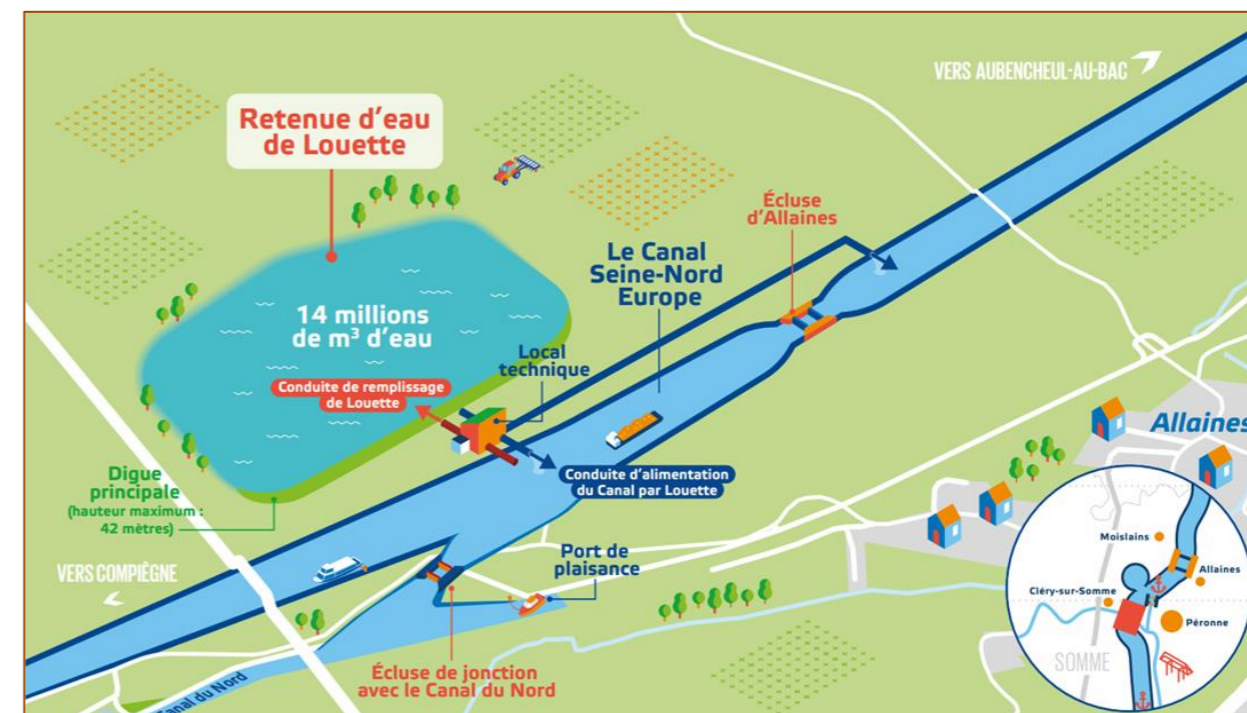 VERS AUBENCHEUL-AU-BAC
Retenue d'eau
de Louette
Écluse
d'Allaines
Le Canal
Seine-Nord
Europe
14 millions
de m³ d'eau
Local
technique
Conduite de remplissage
de Louette
Allaines
Conduite d'alimentation
du Canal par Louette
Digue
principale
(hauteur maximum :
42 mètres)
VERS COMPIÈGNE
Port de
plaisance
Moislains
Allaines
Cléry-sur-Somme
Péronne
SOMME
Écluse de jonction
avec le Canal du Nord
Canal du Nord